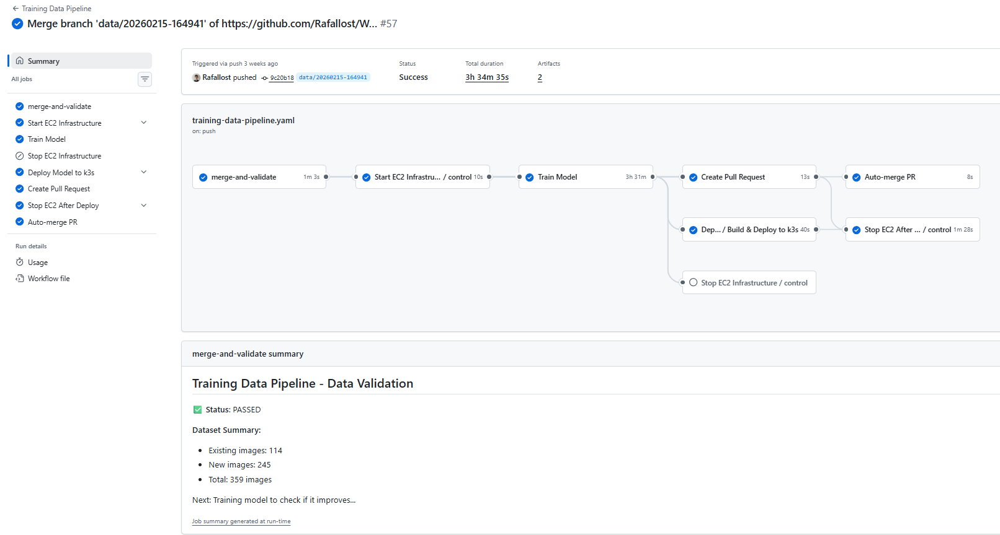 ← Training Data Pipeline
Merge branch 'data/20260215-164941' of https://github.com/Rafallost/W... #57
Summary
All jobs
merge-and-validate
Start EC2 Infrastructure
Train Model
Stop EC2 Infrastructure
Deploy Model to k3s
Create Pull Request
Stop EC2 After Deploy
Auto-merge PR
Run details
Usage
Workflow file
Triggered via push 3 weeks ago
Rafallost pushed 9c20b18 data/20260215-164941
Status
Success
Total duration
3h 34m 35s
Artifacts
2
training-data-pipeline.yaml
on: push
merge-and-validate 1m 3s
Start EC2 Infrastru... / control 10s
Train Model 3h 31m
Create Pull Request 13s
Auto-merge PR 8s
Dep... / Build & Deploy to k3s 40s
Stop EC2 After ... / control 1m 28s
Stop EC2 Infrastructure / control
merge-and-validate summary
Training Data Pipeline - Data Validation
✅ Status: PASSED
Dataset Summary:
• Existing images: 114
• New images: 245
• Total: 359 images
Next: Training model to check if it improves...
Job summary generated at run-time